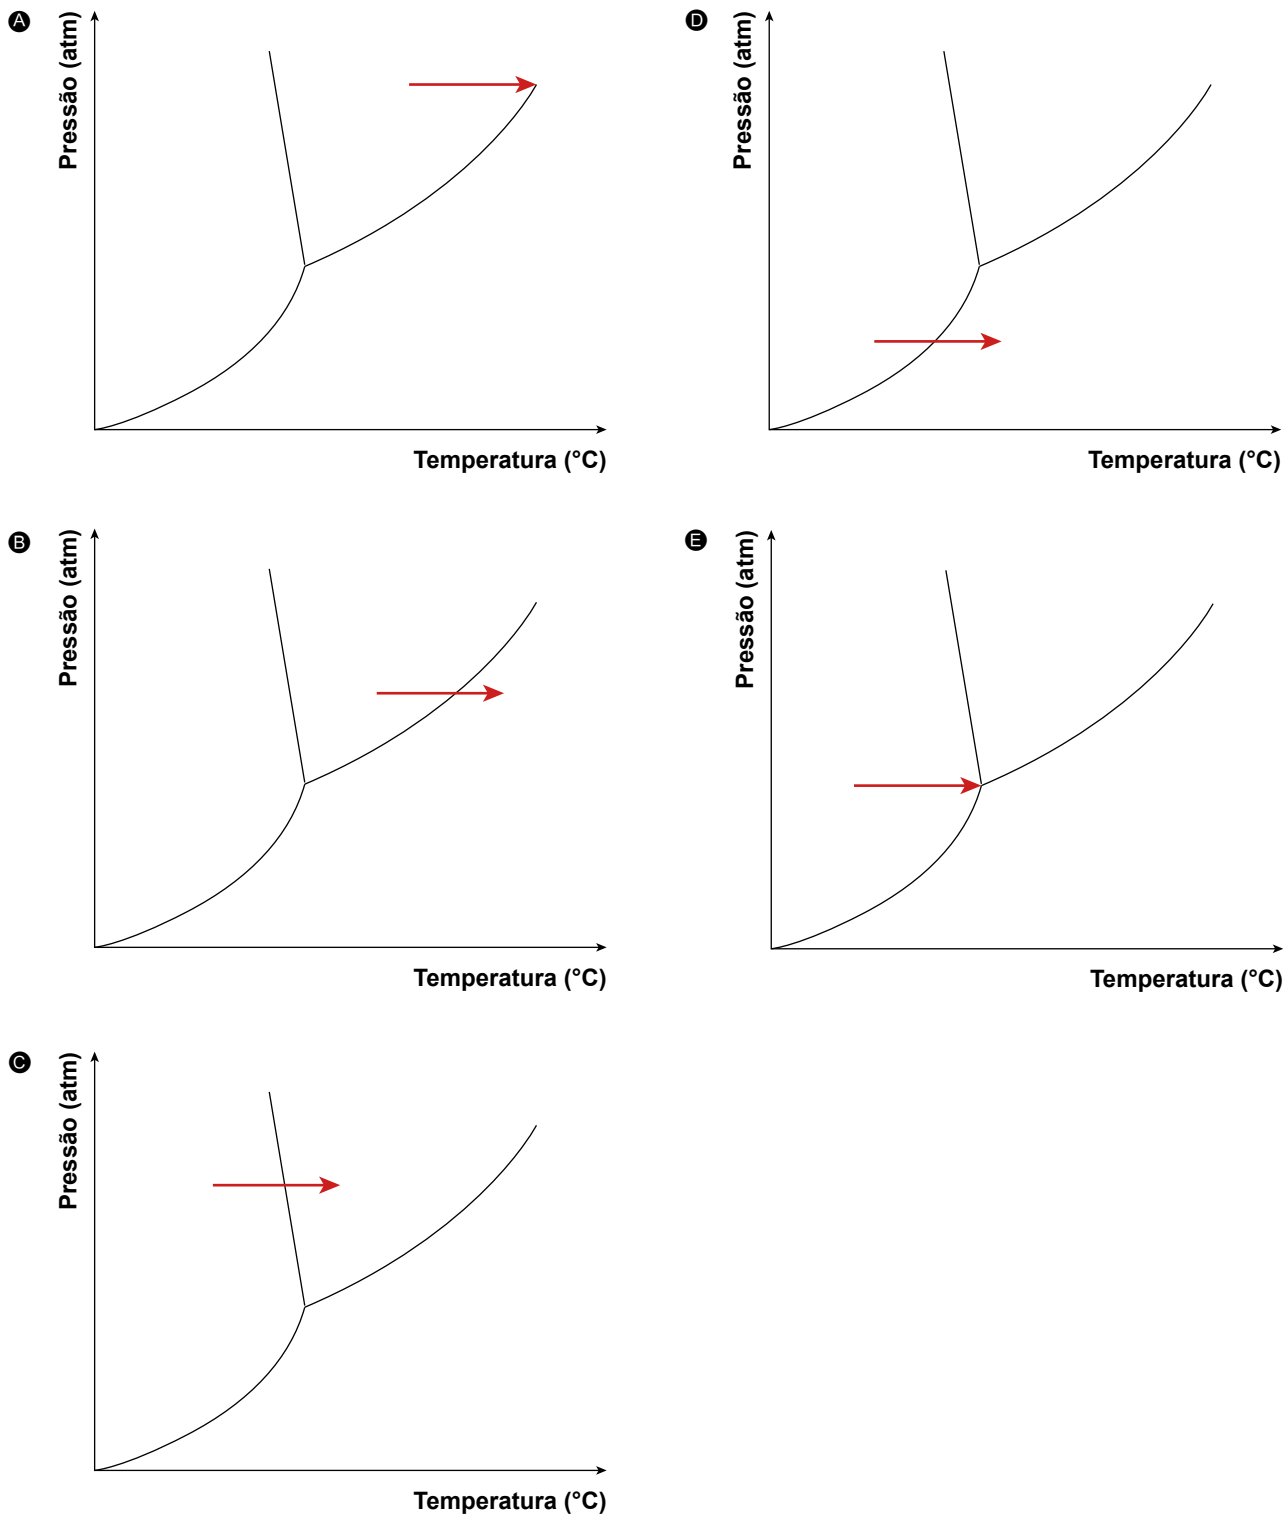 A
Pressão (atm)
Temperatura (°C)
B
Pressão (atm)
Temperatura (°C)
C
Pressão (atm)
Temperatura (°C)
D
Pressão (atm)
Temperatura (°C)
E
Pressão (atm)
Temperatura (°C)